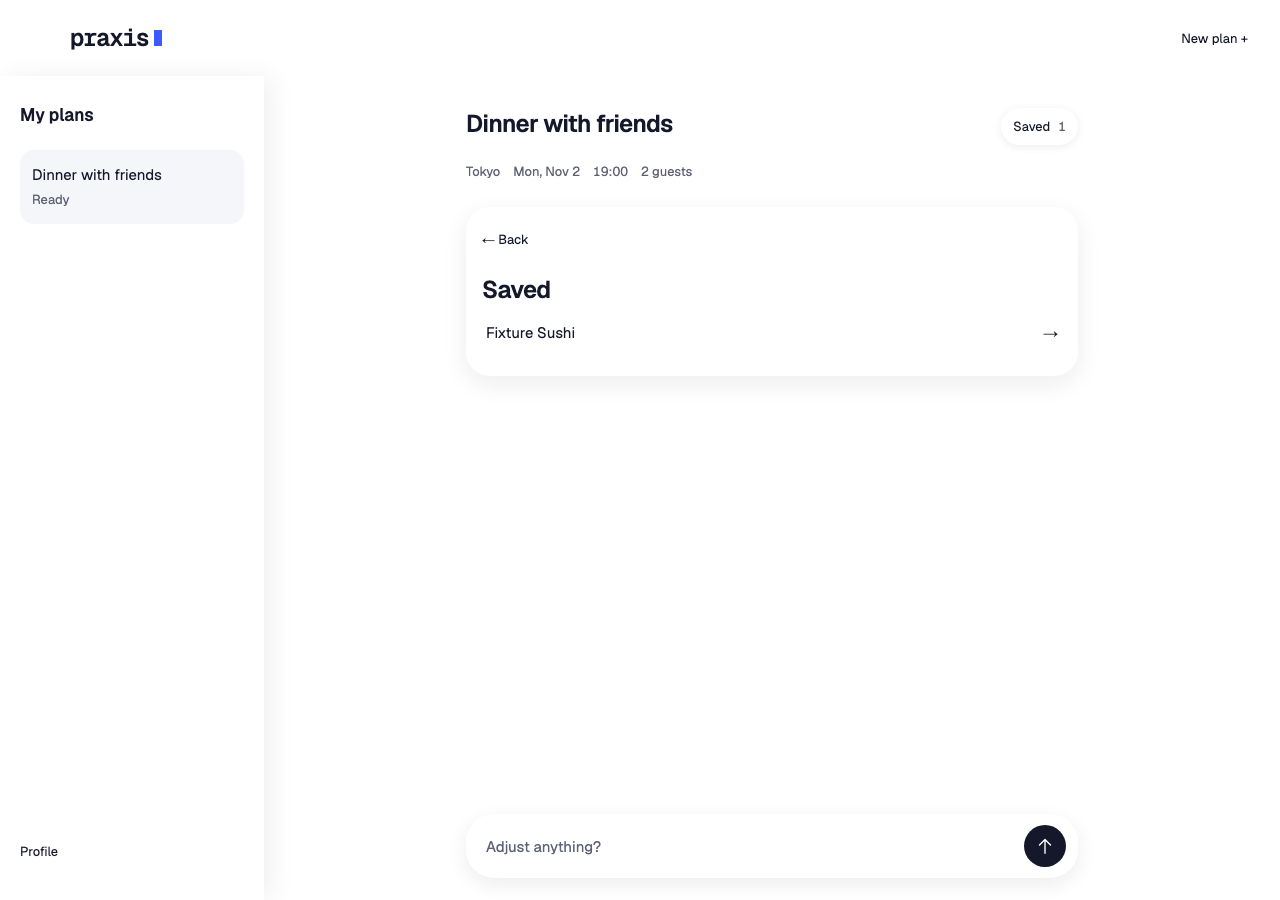 praxis
New plan +
My plans
Dinner with friends
Ready
Profile
Dinner with friends
Saved 1
Tokyo Mon, Nov 2 19:00 2 guests
← Back
Saved
Fixture Sushi →
Adjust anything?